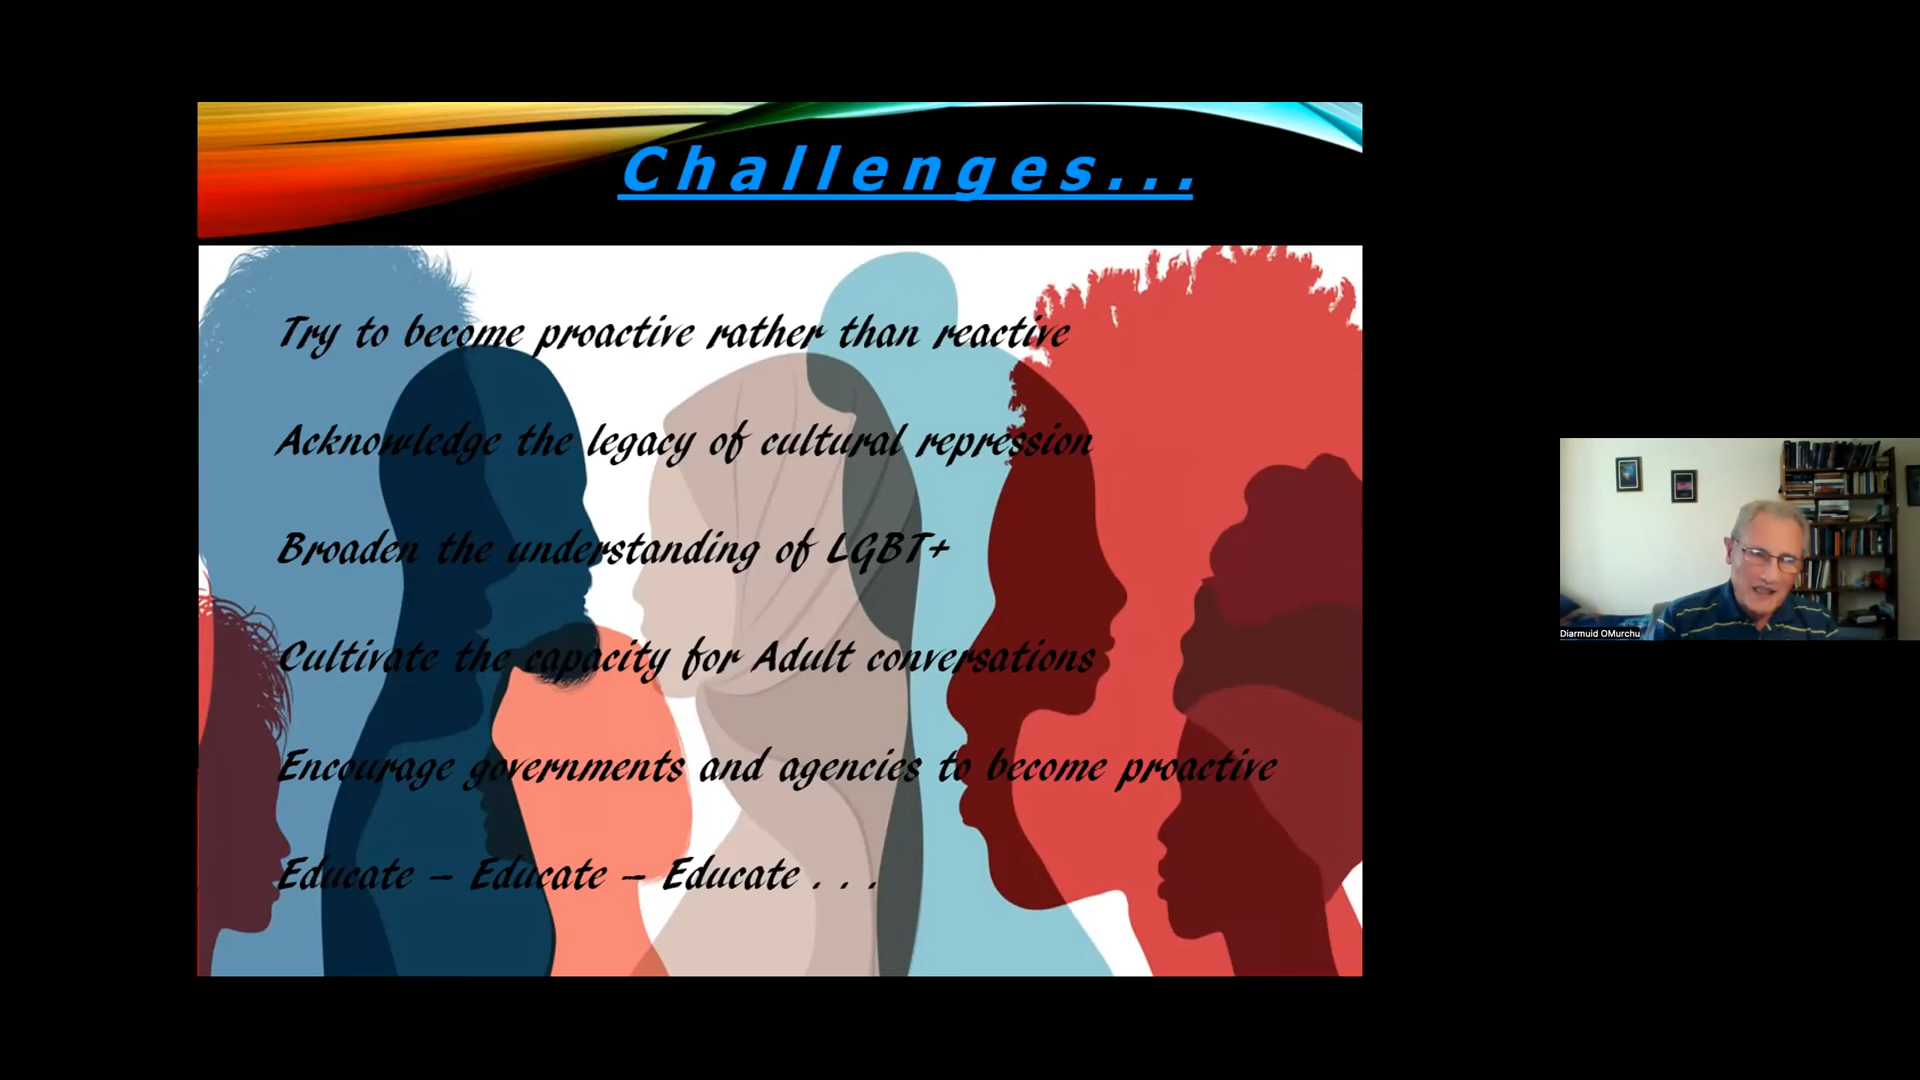 Challenges...
Try to become proactive rather than reactive
Acknowledge the legacy of cultural repression
Broaden the understanding of LGBT+
Cultivate the capacity for Adult conversations
Encourage governments and agencies to become proactive
Educate – Educate – Educate . . .
Diarmuid OMurchu